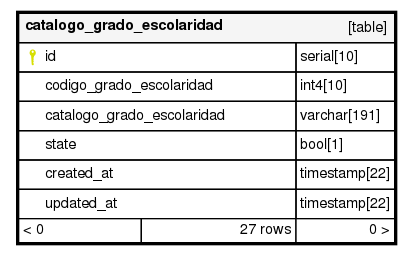 catalogo_grado_escolaridad [table]
id serial[10]
codigo_grado_escolaridad int4[10]
catalogo_grado_escolaridad varchar[191]
state bool[1]
created_at timestamp[22]
updated_at timestamp[22]
< 0 27 rows 0 >